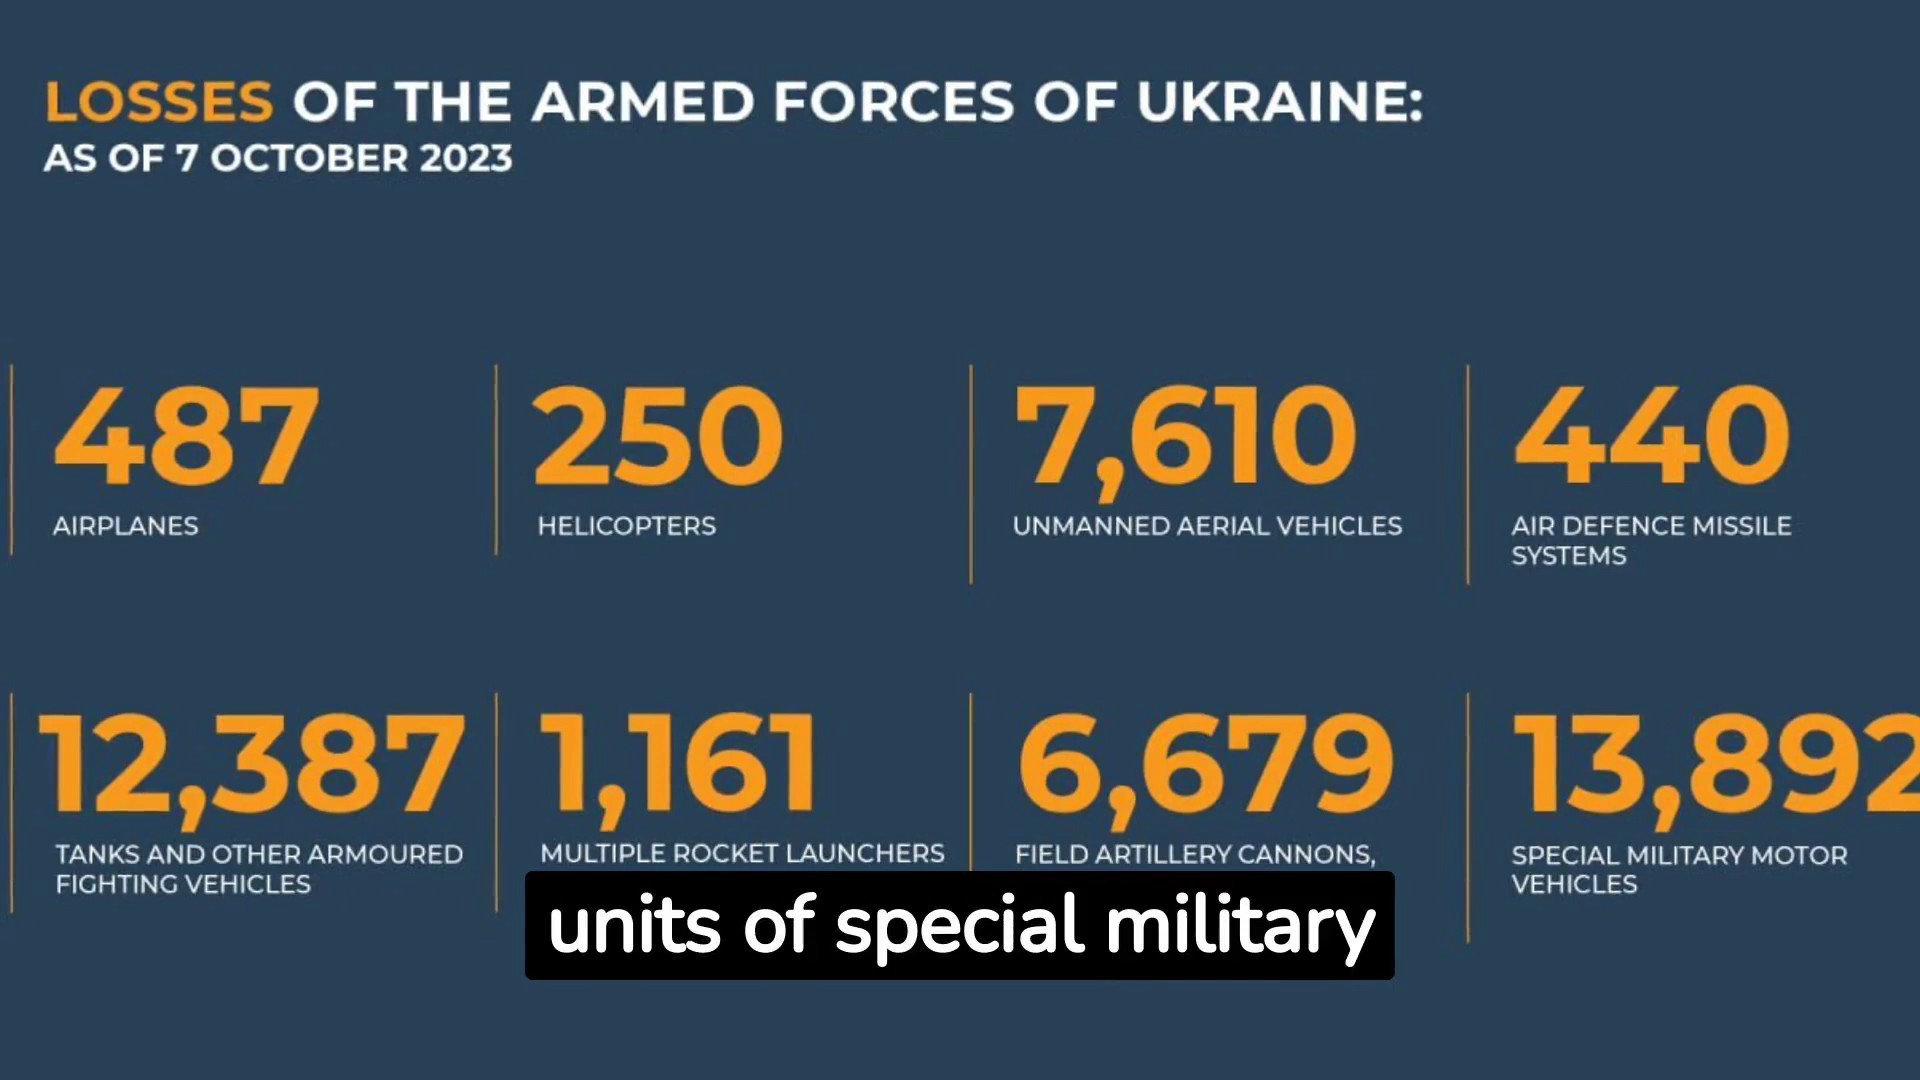 LOSSES OF THE ARMED FORCES OF UKRAINE:
AS OF 7 OCTOBER 2023
487
AIRPLANES
250
HELICOPTERS
7,610
UNMANNED AERIAL VEHICLES
440
AIR DEFENCE MISSILE
SYSTEMS
12,387
TANKS AND OTHER ARMOURED
FIGHTING VEHICLES
1,161
MULTIPLE ROCKET LAUNCHERS
6,679
FIELD ARTILLERY CANNONS,
13,892
SPECIAL MILITARY MOTOR
VEHICLES
units of special military